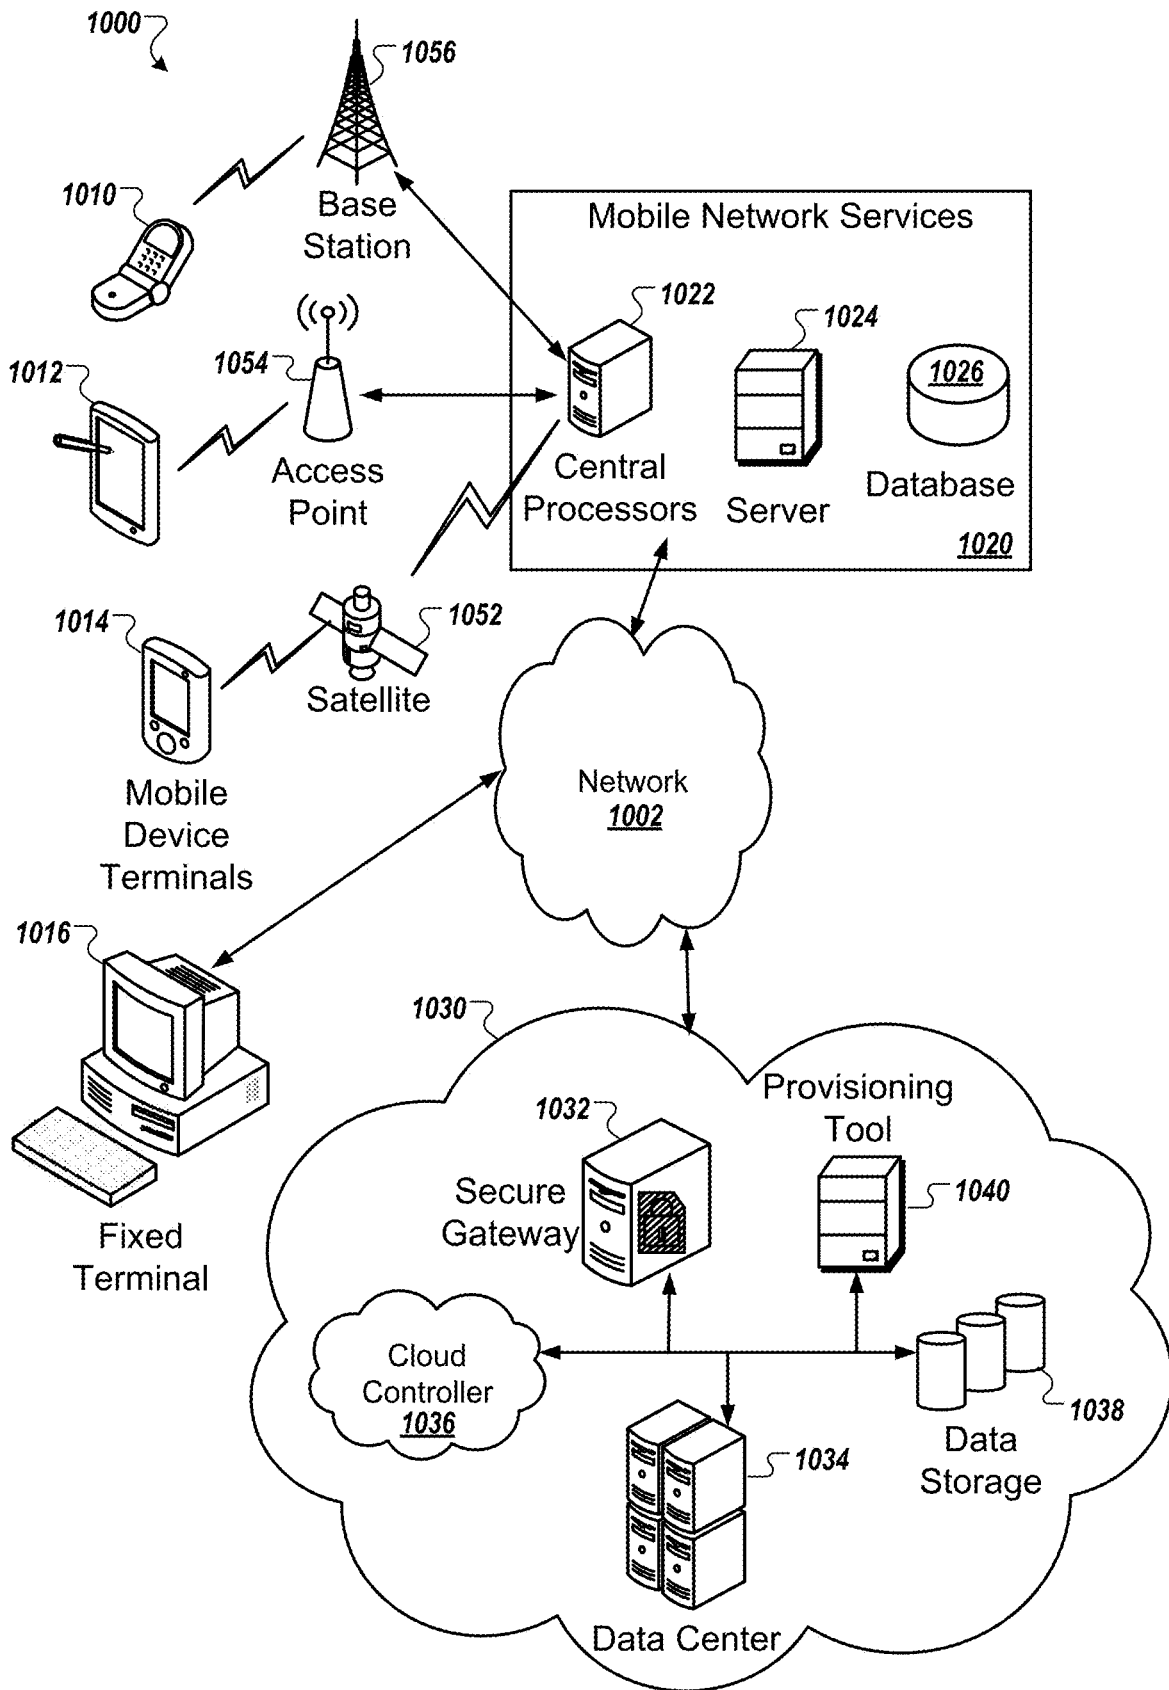 1000
1056
1010
Base
Station
Mobile Network Services
1022
1024
1026
1054
1012
Access
Point
Central
Processors
Server
Database
1020
1014
1052
Satellite
Mobile
Device
Terminals
Network
1002
1016
1030
Provisioning
Tool
1032
1040
Secure
Gateway
Fixed
Terminal
Cloud
Controller
1036
1038
1034
Data
Storage
Data Center